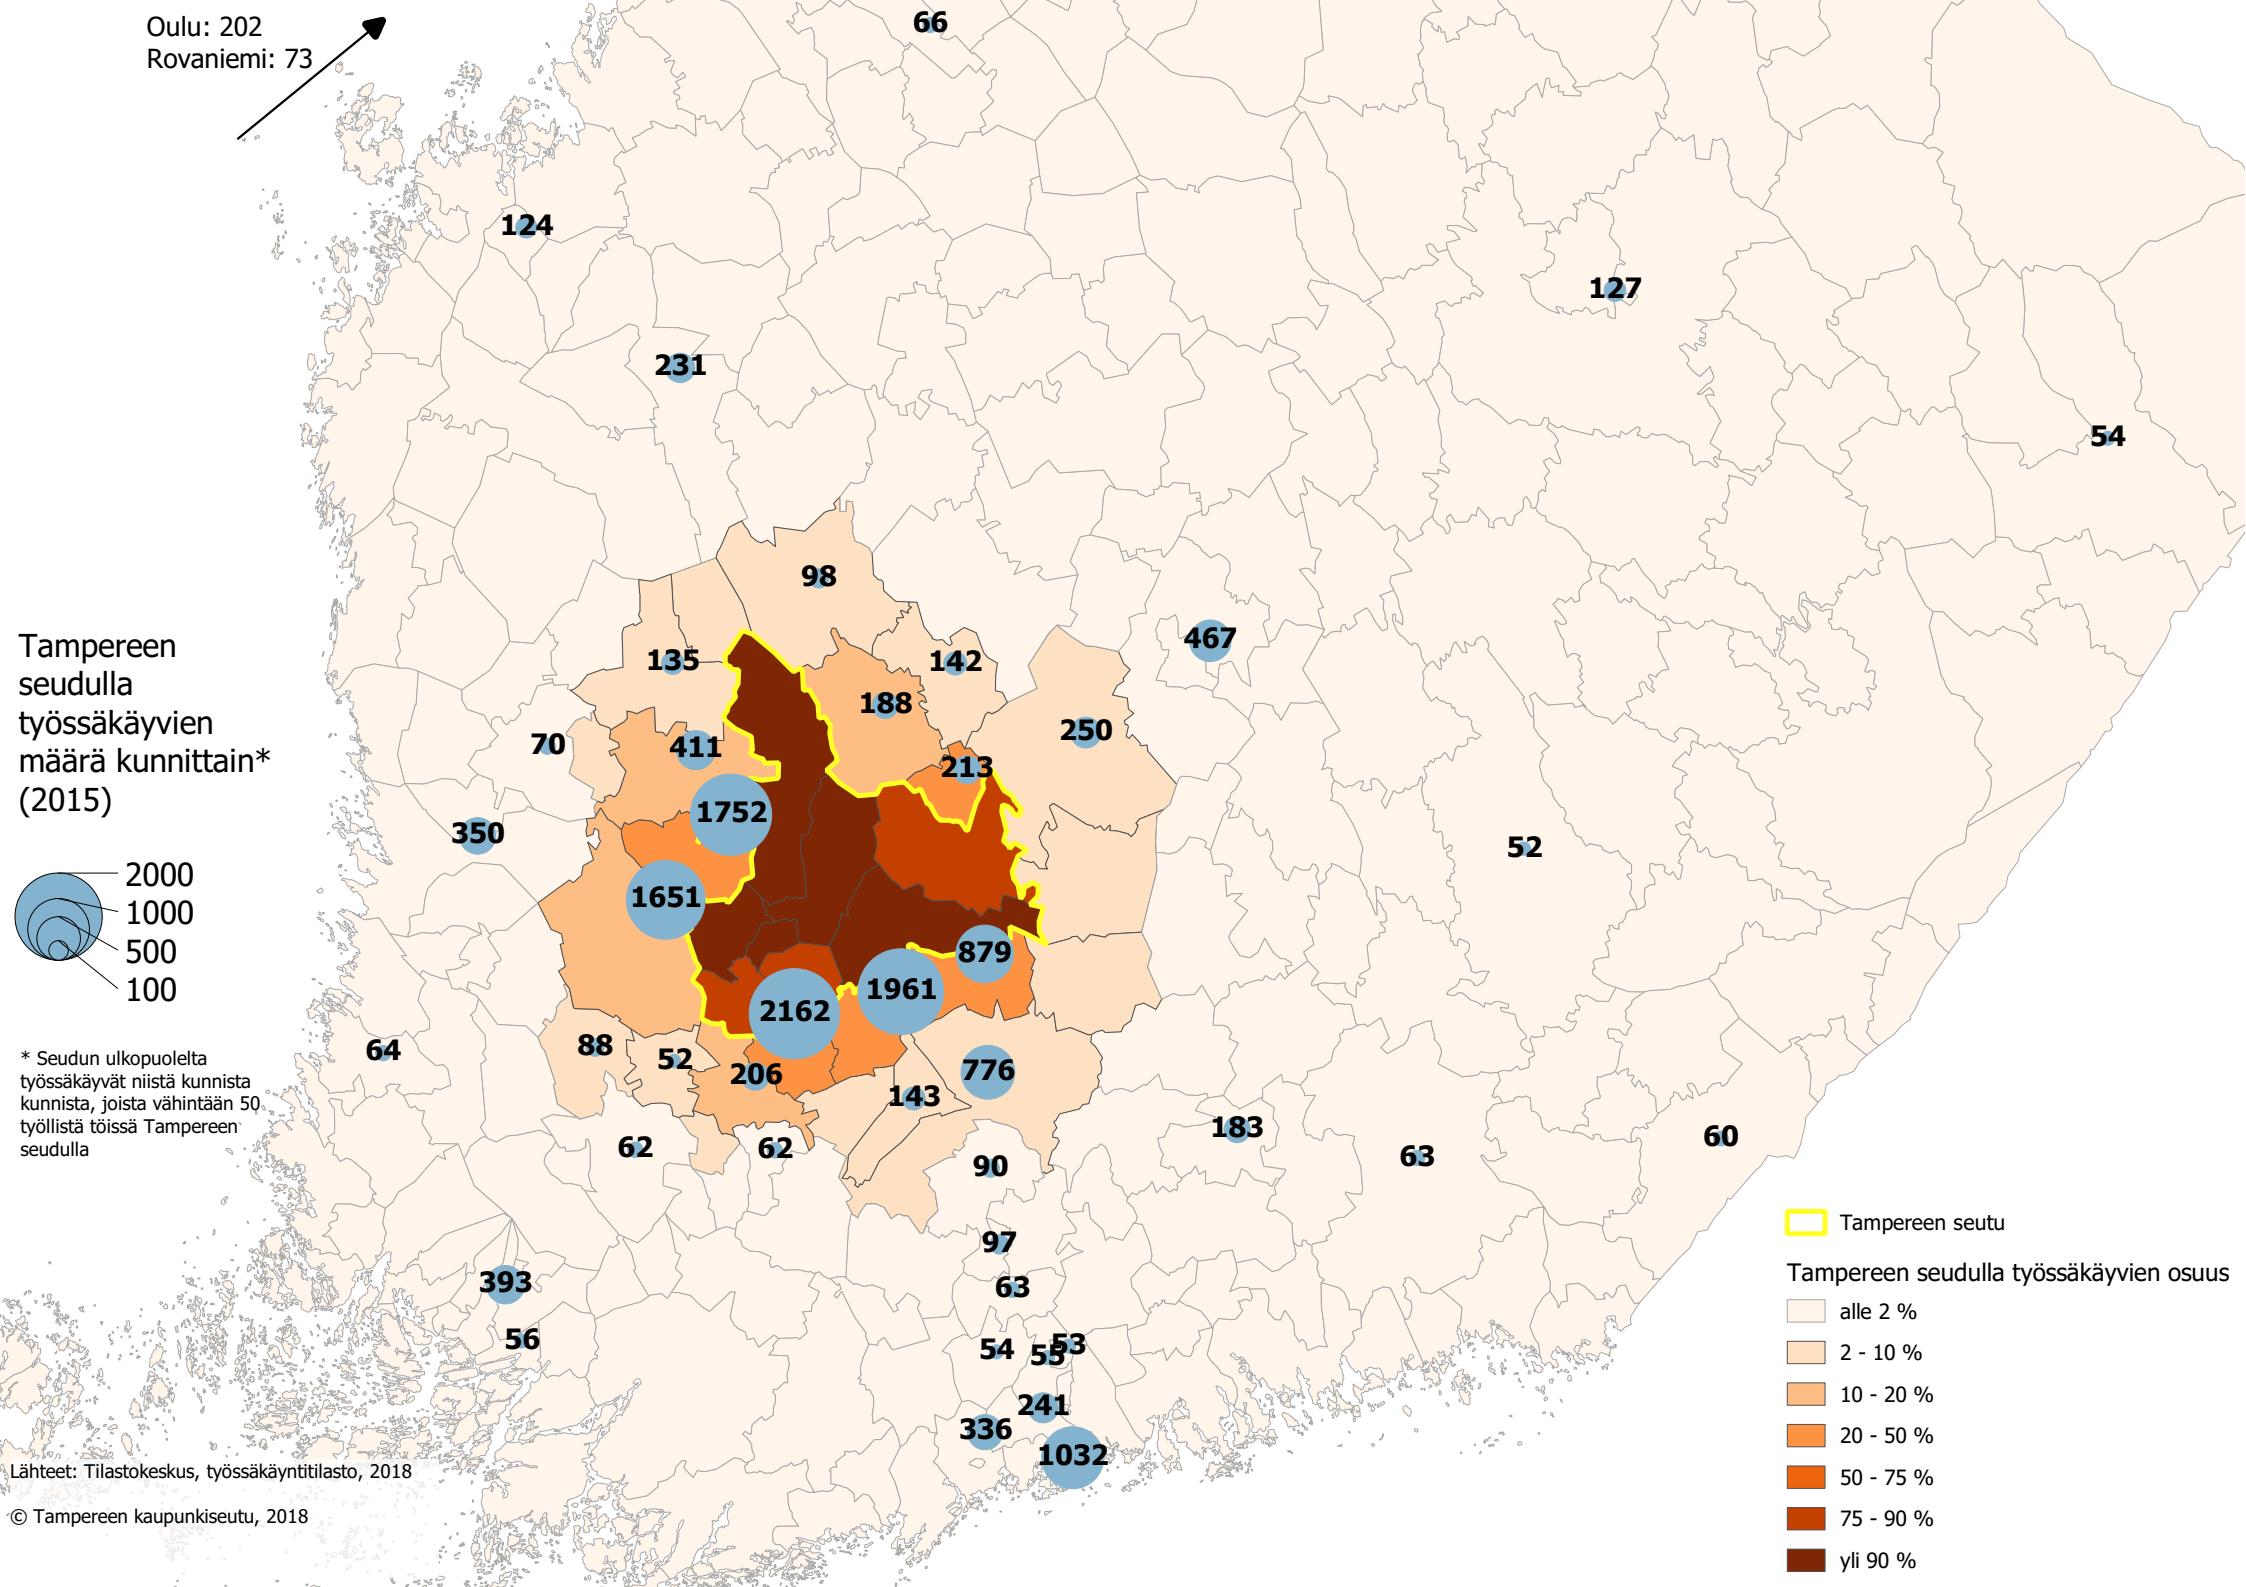 Oulu: 202
Rovaniemi: 73
66
124
127
231
54
98
Tampereen
seudulla
työssäkäyvien
määrä kunnittain*
(2015)
135
142
467
188
70
411
250
213
1752
350
52
1651
2000
1000
500
100
879
1961
2162
* Seudun ulkopuolelta
työssäkäyvät niistä kunnista
kunnista, joista vähintään 50
työllistä töissä Tampereen
seudulla
64
88
52
206
776
143
183
62
62
90
63
60
97
63
393
56
54
55
53
241
336
1032
Tampereen seutu
Tampereen seudulla työssäkäyvien osuus
alle 2 %
2 - 10 %
10 - 20 %
20 - 50 %
50 - 75 %
75 - 90 %
yli 90 %
Lähteet: Tilastokeskus, työssäkäyntitilasto, 2018
© Tampereen kaupunkiseutu, 2018